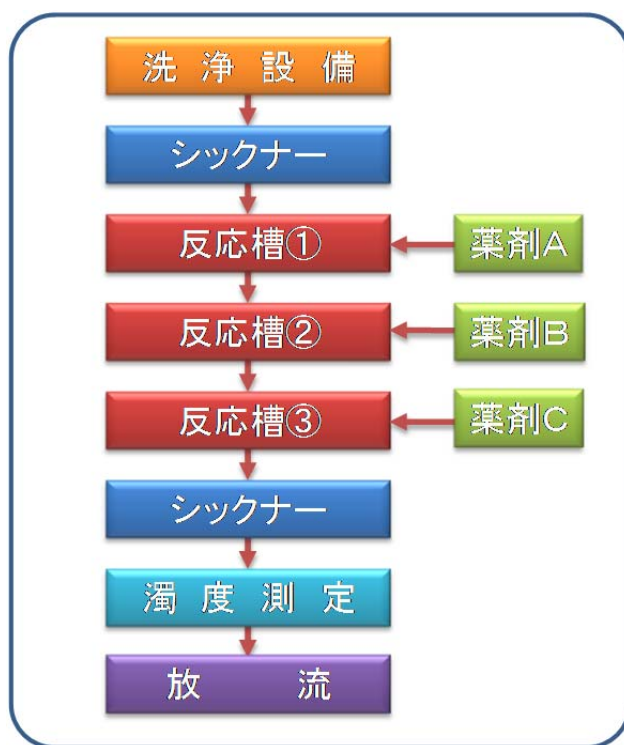 洗浄設備
シックナー
反応槽①
薬剤A
反応槽②
薬剤B
反応槽③
薬剤C
シックナー
濁度測定
放流